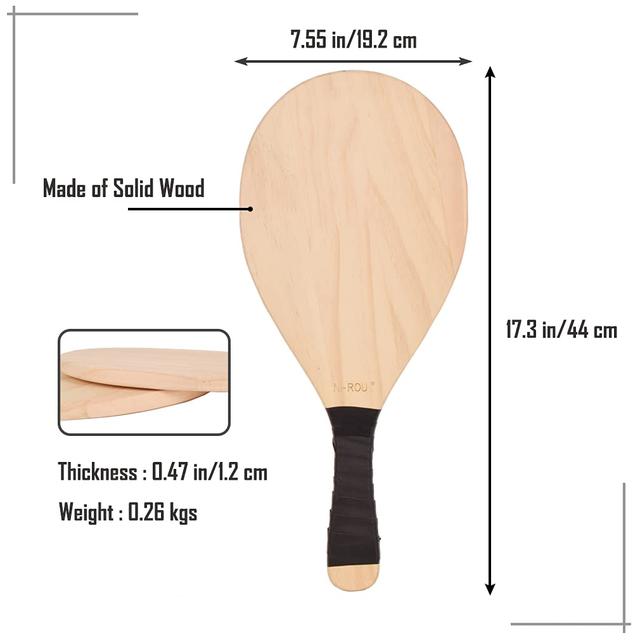 7.55 in/19.2 cm
Made of Solid Wood
17.3 in/44 cm
Thickness : 0.47 in/1.2 cm
Weight : 0.26 kgs